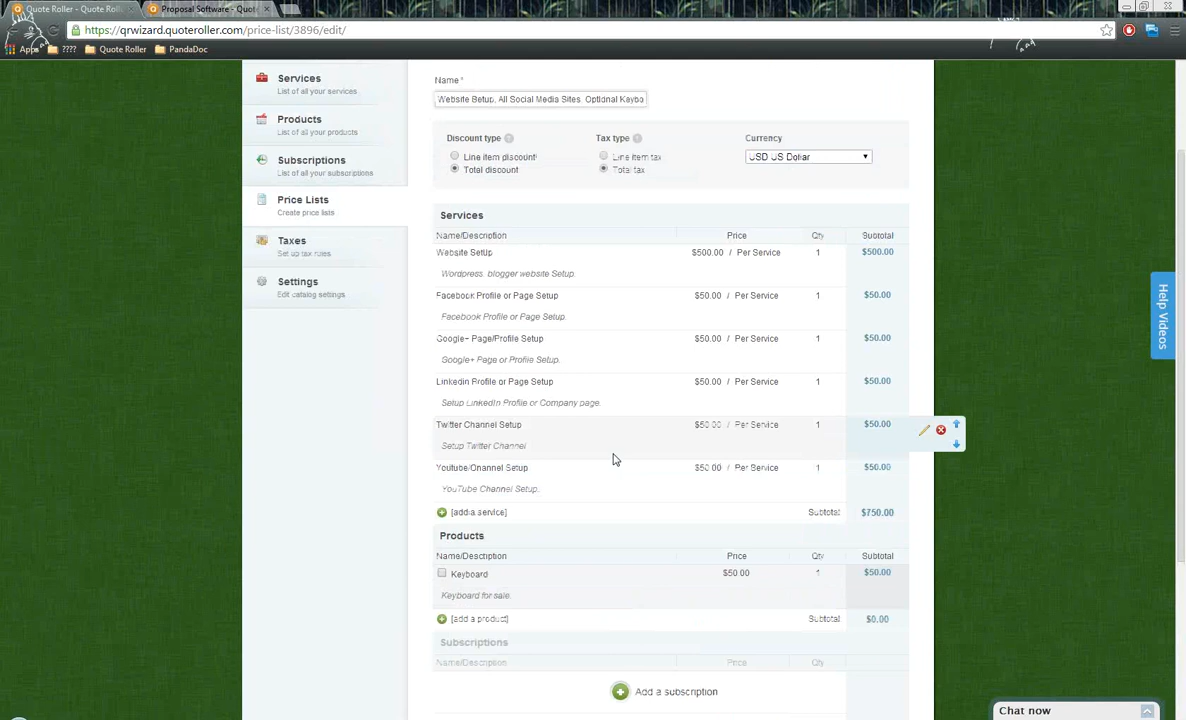 Quote Roller - Quote Roll
Proposal Software - Quot
https://qrwizard.quoteroller.com/price-list/3896/edit/
Apps ???? Quote Roller PandaDoc
Services
List of all your services
Products
List of all your products
Subscriptions
List of all your subscriptions
Price Lists
Create price lists
Taxes
Set up tax rules
Settings
Edit catalog settings
Name *
Website Setup, All Social Media Sites Optional Keybo
Discount type ? Tax type ? Currency
Line item discount Line item tax USD US Dollar
Total discount Total tax
Services
Name/Description Price Qty Subtotal
Website Setup $500.00 / Per Service 1 $500.00
Wordpress, blogger website Setup.
Facebook Profile or Page Setup $50.00 / Per Service 1 $50.00
Facebook Profile or Page Setup.
Google+ Page/Profile Setup $50.00 / Per Service 1 $50.00
Google+ Page or Profile Setup.
Linkedin Profile or Page Setup $50.00 / Per Service 1 $50.00
Setup LinkedIn Profile or Company page.
Twitter Channel Setup $50.00 / Per Service 1 $50.00
Setup Twitter Channel
Youtube/Channel Setup $50.00 / Per Service 1 $50.00
YouTube Channel Setup.
[add a service] Subtotal $750.00
Products
Name/Description Price Qty Subtotal
Keyboard $50.00 1 $50.00
Keyboard for sale.
[add a product] Subtotal $0.00
Subscriptions
Name/Description Price Qty
Add a subscription
Help Videos
Chat now